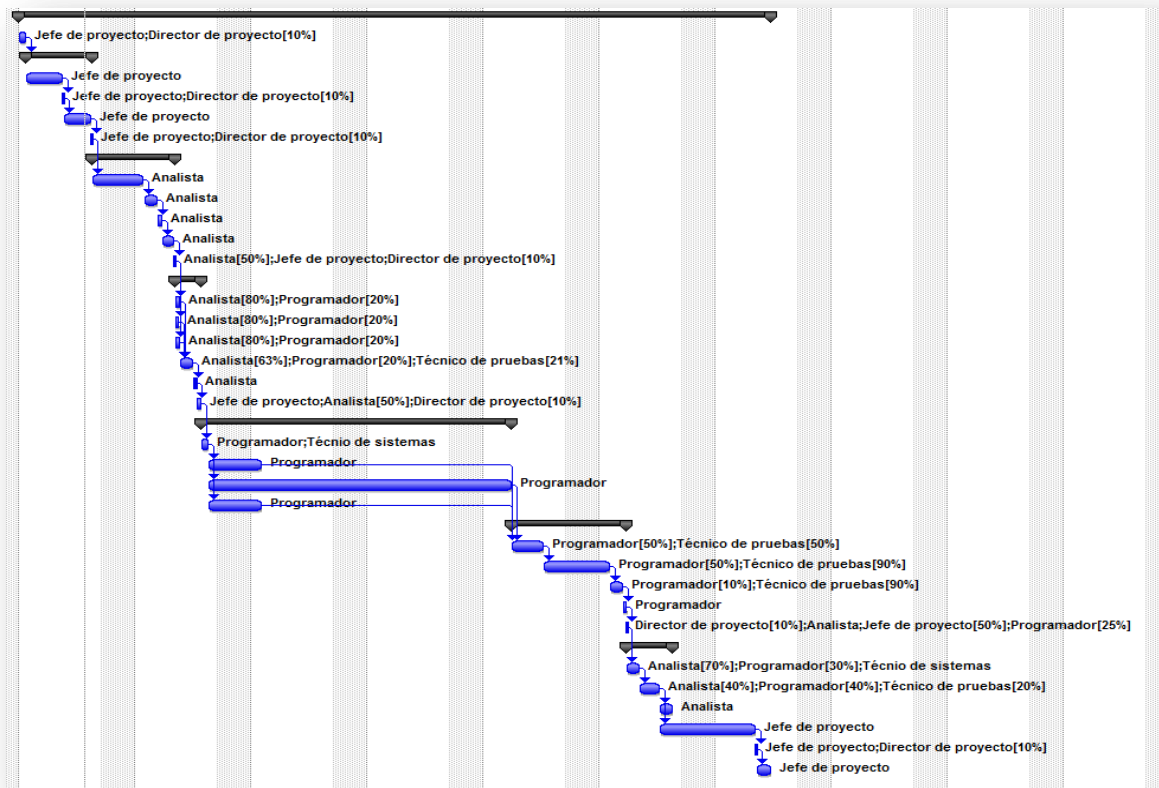 Jefe de proyecto;Director de proyecto[10%]
Jefe de proyecto
Jefe de proyecto;Director de proyecto[10%]
Jefe de proyecto
Jefe de proyecto;Director de proyecto[10%]
Analista
Analista
Analista
Analista
Analista[50%];Jefe de proyecto;Director de proyecto[10%]
Analista[80%];Programador[20%]
Analista[80%];Programador[20%]
Analista[80%];Programador[20%]
Analista[63%];Programador[20%];Técnico de pruebas[21%]
Analista
Jefe de proyecto;Analista[50%];Director de proyecto[10%]
Programador;Técnio de sistemas
Programador
Programador
Programador
Programador[50%];Técnico de pruebas[50%]
Programador[50%];Técnico de pruebas[90%]
Programador[10%];Técnico de pruebas[90%]
Programador
Director de proyecto[10%];Analista;Jefe de proyecto[50%];Programador[25%]
Analista[70%];Programador[30%];Técnio de sistemas
Analista[40%];Programador[40%];Técnico de pruebas[20%]
Analista
Jefe de proyecto
Jefe de proyecto;Director de proyecto[10%]
Jefe de proyecto